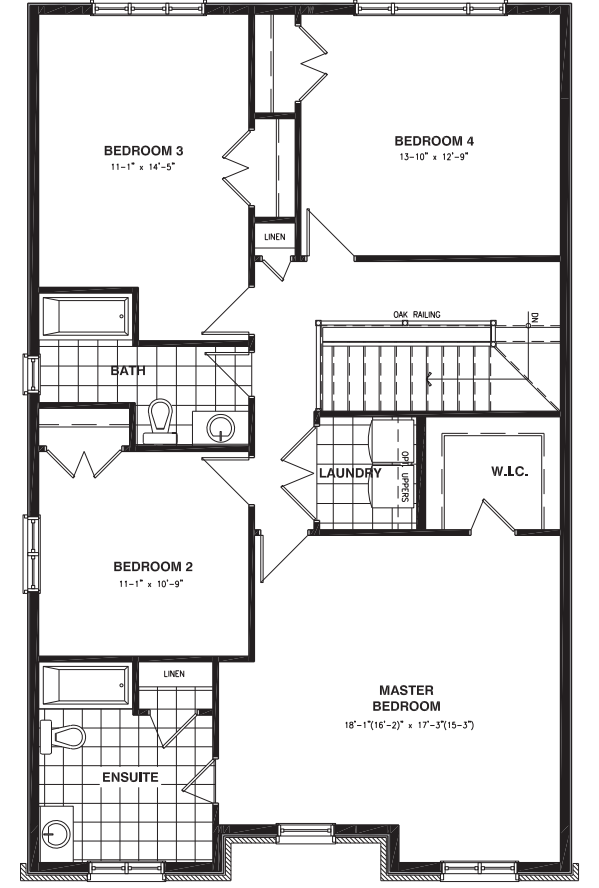 BEDROOM 3
11-1" x 14'-5"
BEDROOM 4
13-10" x 12'-9"
LINEN
OAK RAILING
DN
BATH
LAUNDRY
OPT. UPPERS
W.I.C.
BEDROOM 2
11-1" x 10'-9"
LINEN
MASTER
BEDROOM
18'-1"(16'-2)" x 17'-3"(15-3")
ENSUITE